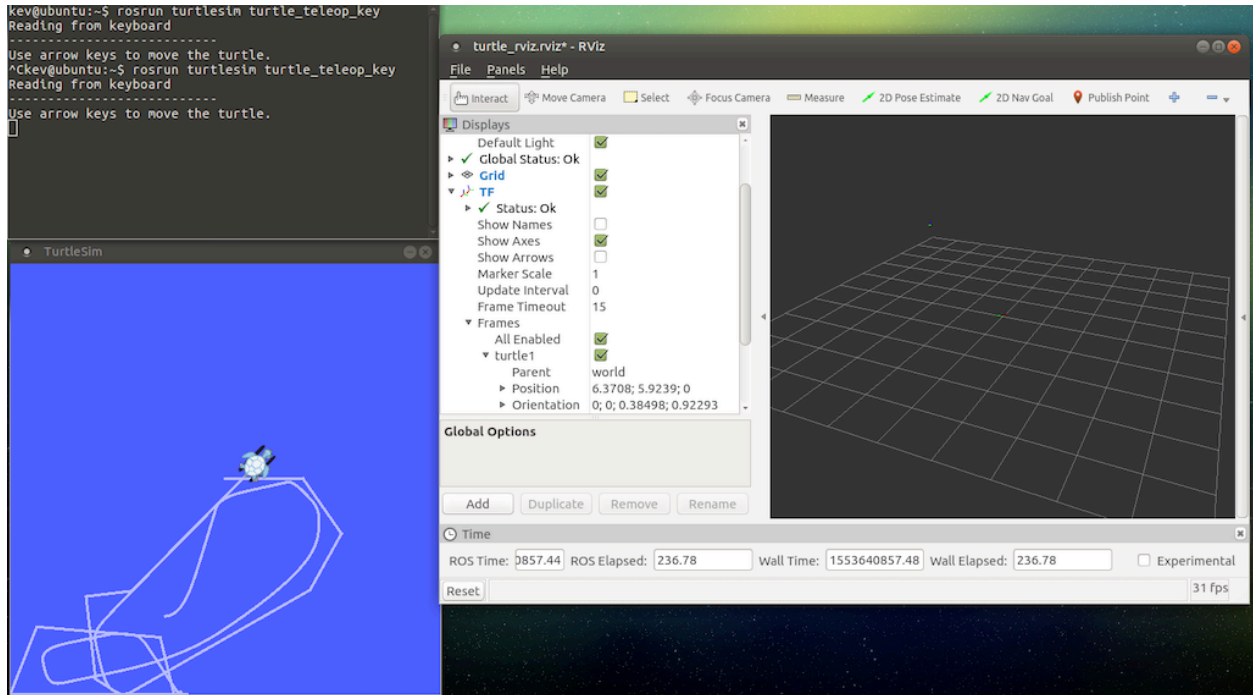 kev@ubuntu:~$ rosrun turtlesim turtle_teleop_key
Reading from keyboard
---------------------------
Use arrow keys to move the turtle.
^Ckev@ubuntu:~$ rosrun turtlesim turtle_teleop_key
Reading from keyboard
---------------------------
Use arrow keys to move the turtle.
TurtleSim
turtle_rviz.rviz* - RViz
File Panels Help
Interact Move Camera Select Focus Camera Measure 2D Pose Estimate 2D Nav Goal Publish Point
Displays
Default Light
Global Status: Ok
Grid
TF
Status: Ok
Show Names
Show Axes
Show Arrows
Marker Scale 1
Update Interval 0
Frame Timeout 15
Frames
All Enabled
turtle1
Parent world
Position 6.3708; 5.9239; 0
Orientation 0; 0; 0.38498; 0.92293
Global Options
Add Duplicate Remove Rename
Time
ROS Time: 0857.44 ROS Elapsed: 236.78 Wall Time: 1553640857.48 Wall Elapsed: 236.78 Experimental
Reset 31 fps